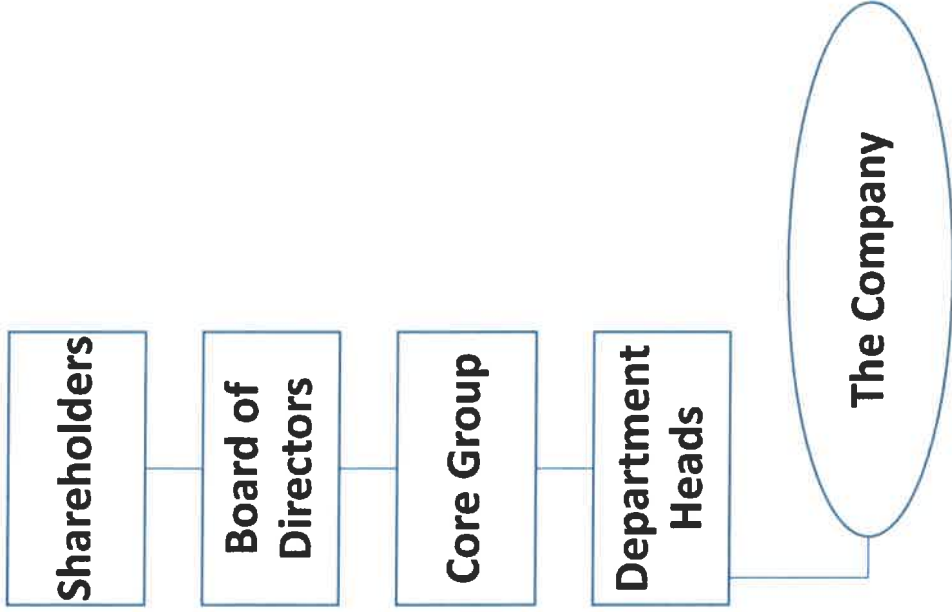 Shareholders
Board of
Directors
Core Group
Department
Heads
The Company